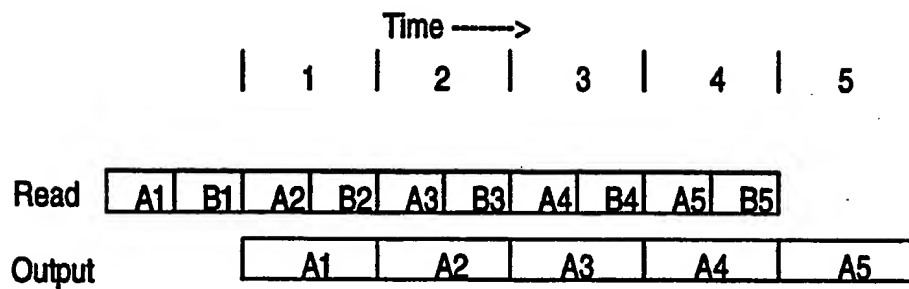 Time ------>
| 1 | 2 | 3 | 4 | 5
Read A1 B1 A2 B2 A3 B3 A4 B4 A5 B5
Output A1 A2 A3 A4 A5